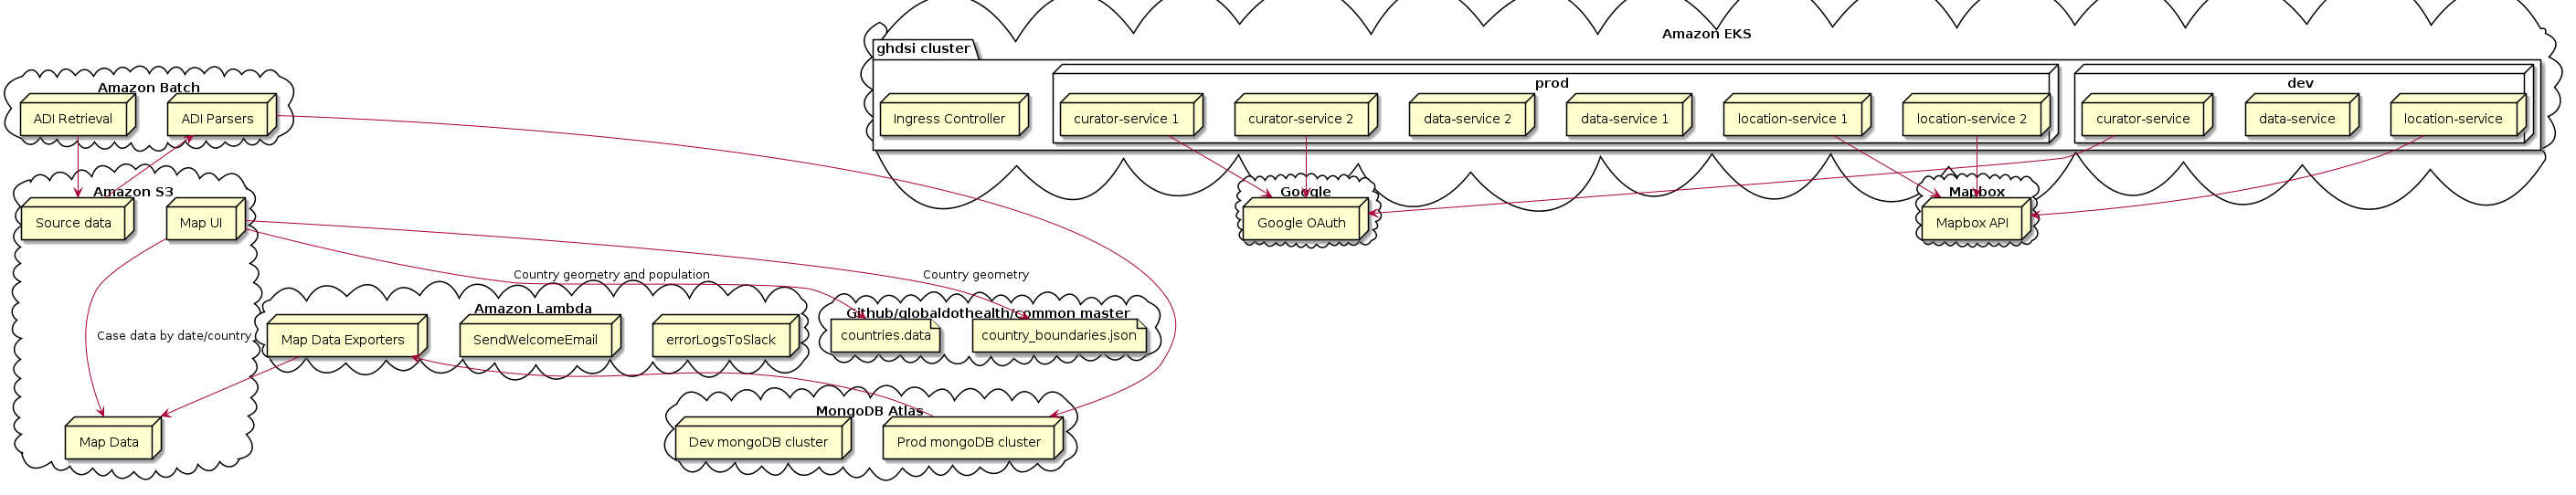 Amazon EKS
ghdsi cluster
prod
dev
Amazon Batch
ADI Retrieval
ADI Parsers
Ingress Controller
curator-service 1
curator-service 2
data-service 2
data-service 1
location-service 1
location-service 2
curator-service
data-service
location-service
Amazon S3
Source data
Map UI
Google
Google OAuth
Mapbox
Mapbox API
Country geometry and population
Country geometry
Case data by date/country
Amazon Lambda
Map Data Exporters
SendWelcomeEmail
errorLogsToSlack
Github/globaldothealth/common master
countries.data
country_boundaries.json
MongoDB Atlas
Map Data
Dev mongoDB cluster
Prod mongoDB cluster